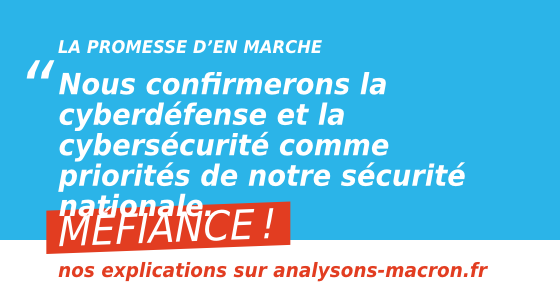 LA PROMESSE D’EN MARCHE
“ Nous confirmerons la
cyberdéfense et la
cybersécurité comme
priorités de notre sécurité
nationale.
MÉFIANCE !
nos explications sur analysons-macron.fr